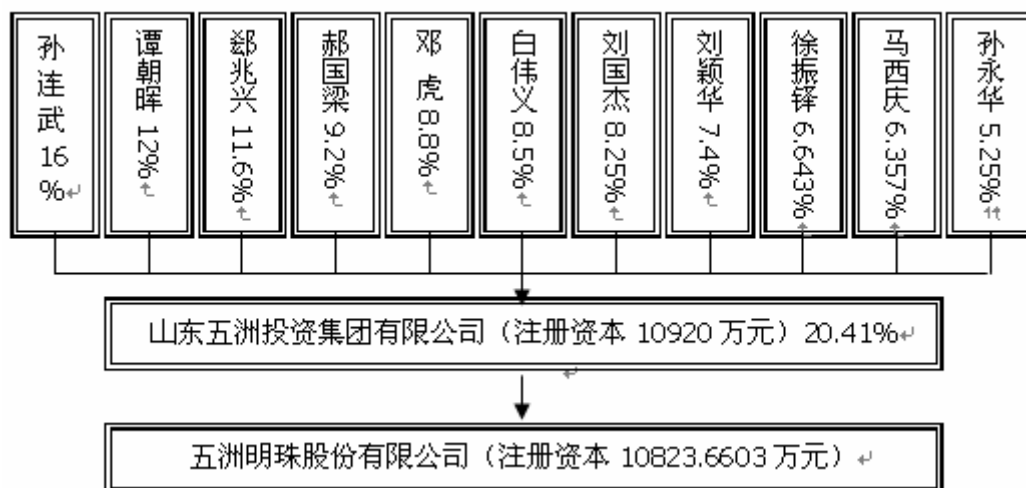 孙连武 16%
谭朝晖 12%
郄兆兴 11.6%
郝国梁 9.2%
邓 虎 8.8%
白伟义 8.5%
刘国杰 8.25%
刘颖华 7.4%
徐振铎 6.643%
马西庆 6.357%
孙永华 5.25%
山东五洲投资集团有限公司（注册资本 10920 万元）20.41%
五洲明珠股份有限公司（注册资本 10823.6603 万元）